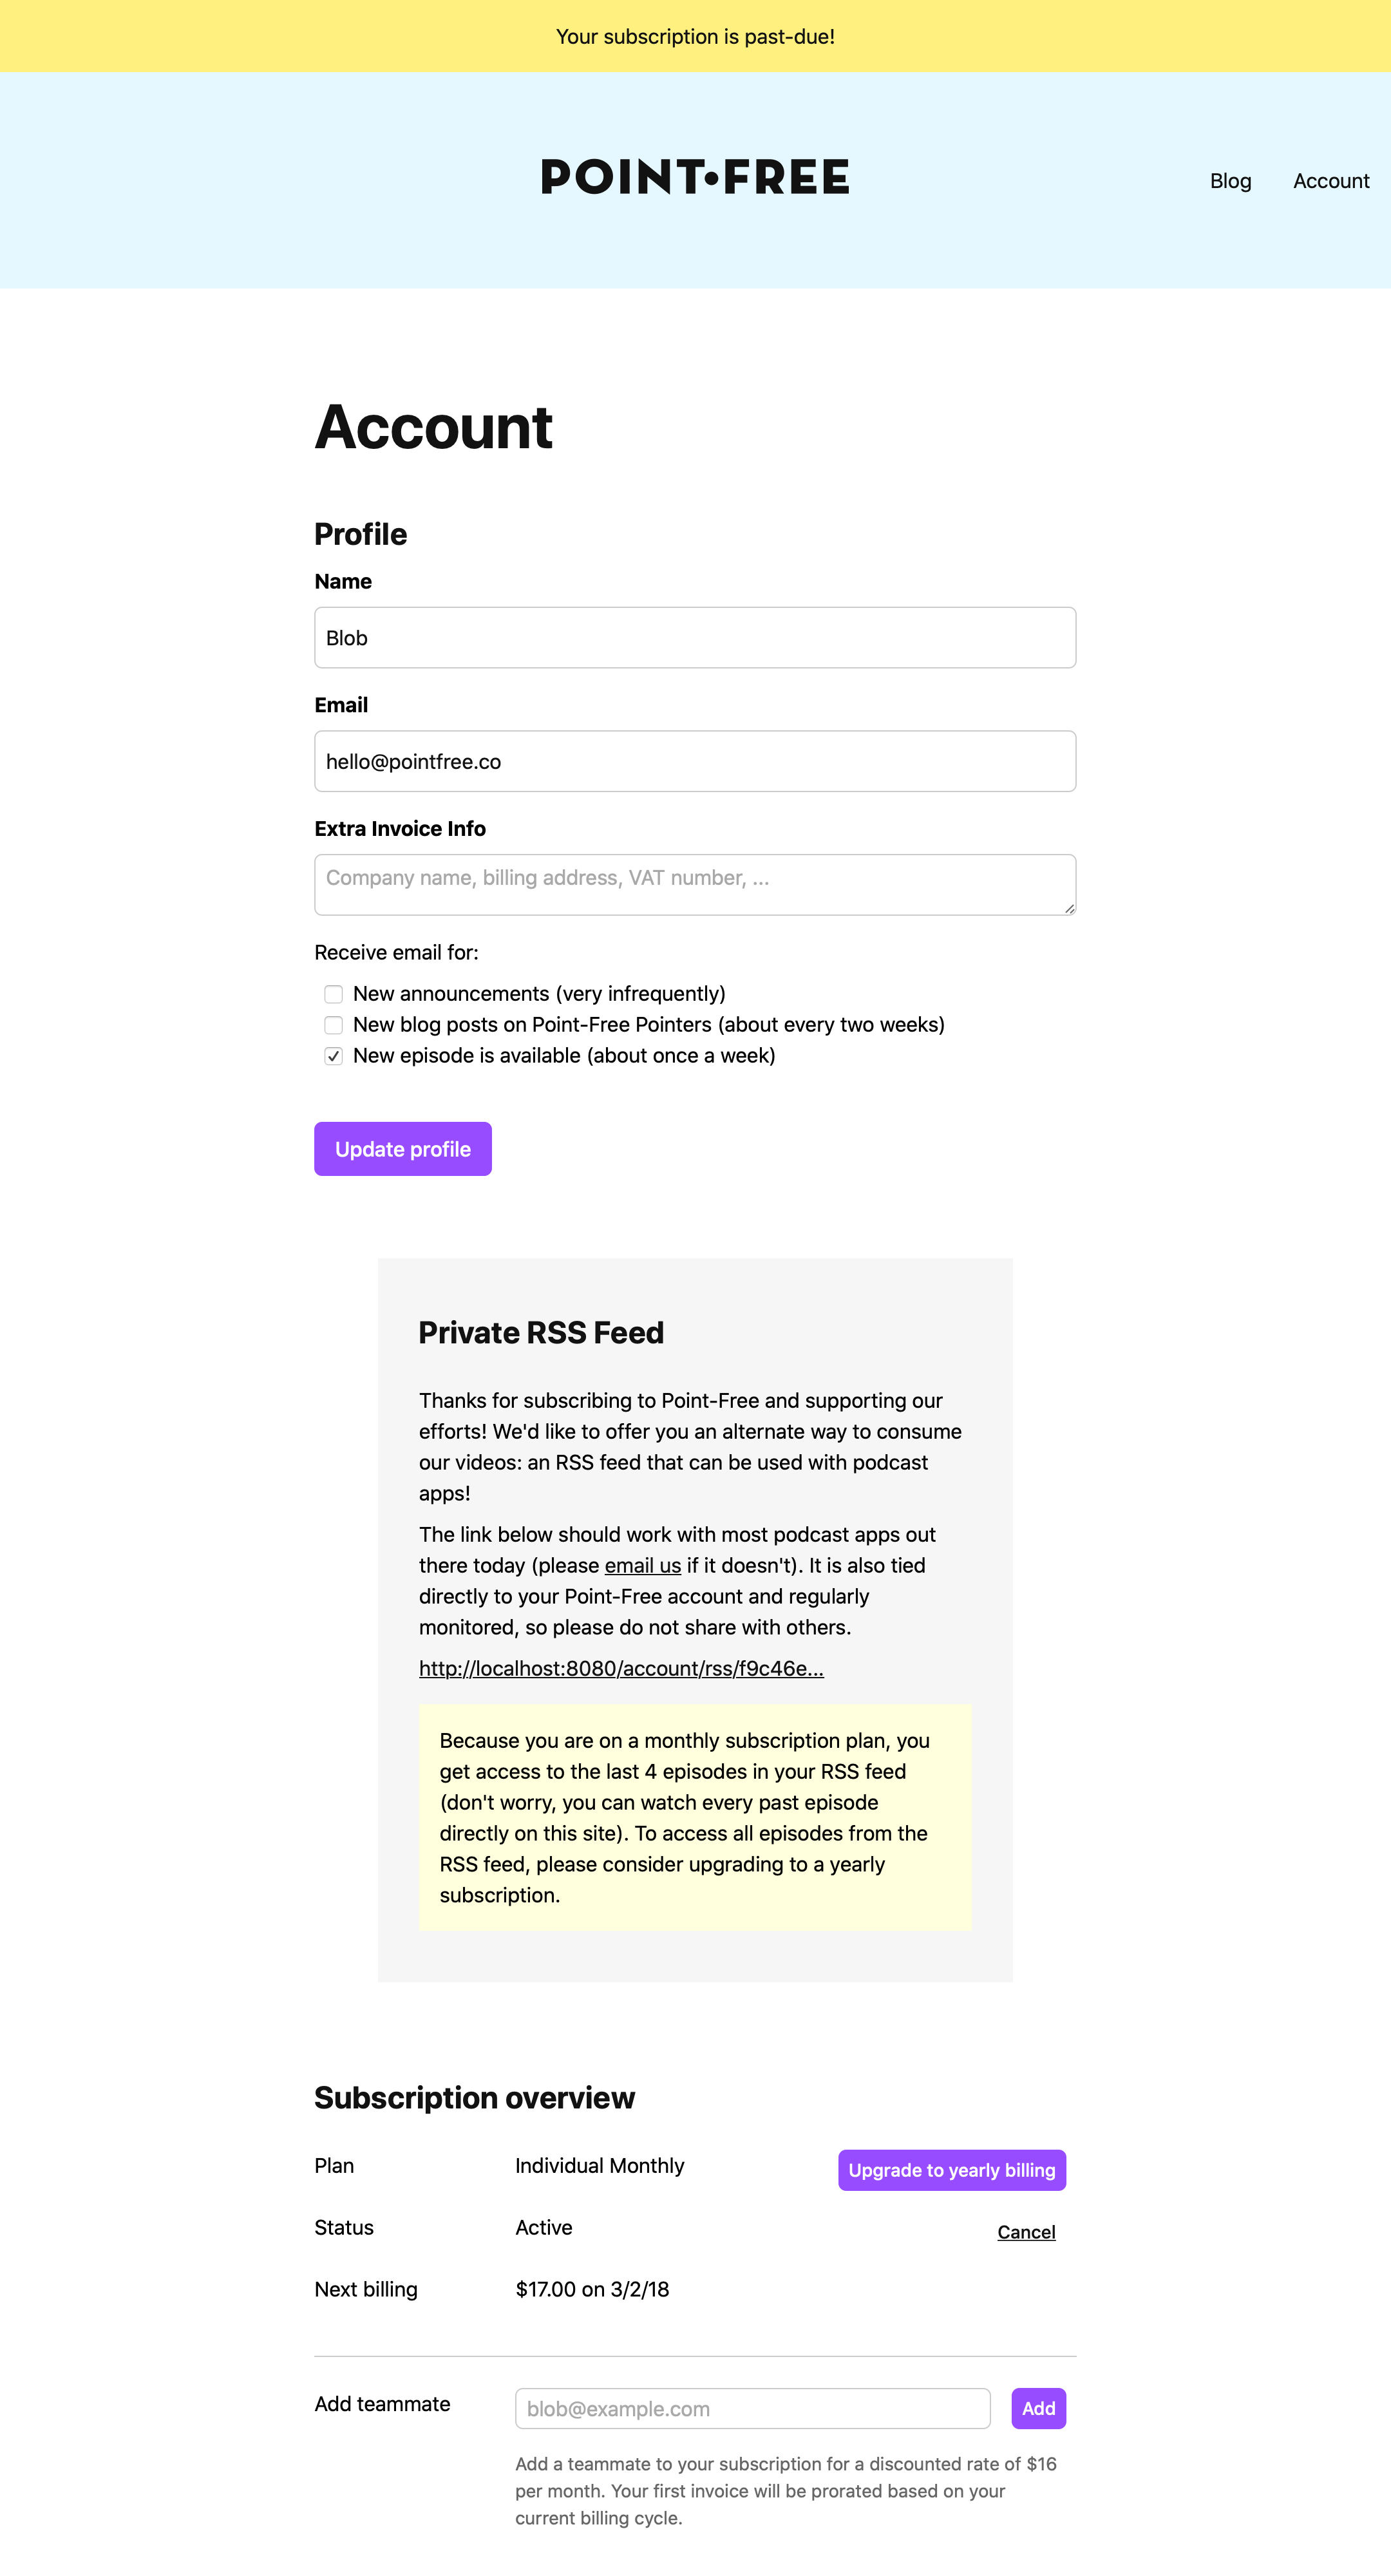 Your subscription is past-due!
POINT•FREE
Blog
Account
Account
Profile
Name
Blob
Email
hello@pointfree.co
Extra Invoice Info
Company name, billing address, VAT number, ...
Receive email for:
New announcements (very infrequently)
New blog posts on Point-Free Pointers (about every two weeks)
New episode is available (about once a week)
Update profile
Private RSS Feed
Thanks for subscribing to Point-Free and supporting our
efforts! We'd like to offer you an alternate way to consume
our videos: an RSS feed that can be used with podcast
apps!
The link below should work with most podcast apps out
there today (please email us if it doesn't). It is also tied
directly to your Point-Free account and regularly
monitored, so please do not share with others.
http://localhost:8080/account/rss/f9c46e...
Because you are on a monthly subscription plan, you
get access to the last 4 episodes in your RSS feed
(don't worry, you can watch every past episode
directly on this site). To access all episodes from the
RSS feed, please consider upgrading to a yearly
subscription.
Subscription overview
Plan
Individual Monthly
Upgrade to yearly billing
Status
Active
Cancel
Next billing
$17.00 on 3/2/18
Add teammate
blob@example.com
Add
Add a teammate to your subscription for a discounted rate of $16
per month. Your first invoice will be prorated based on your
current billing cycle.